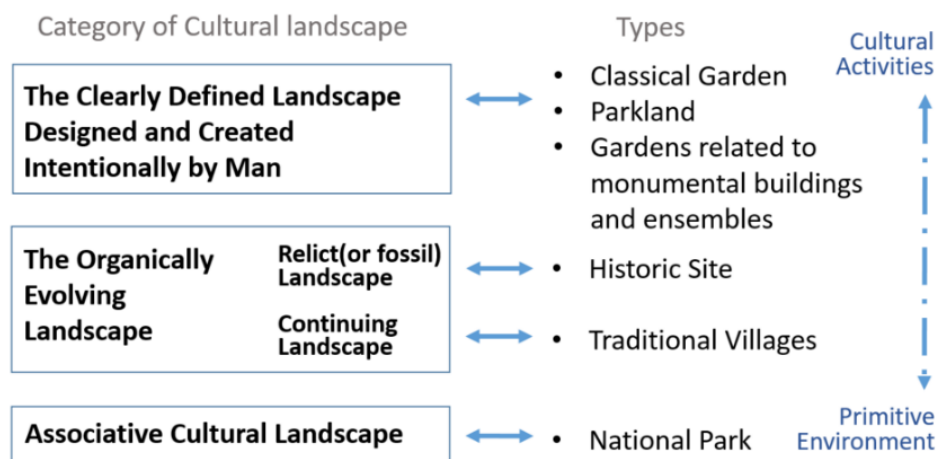 Category of Cultural landscape
Types
Cultural
Activities
The Clearly Defined Landscape
Designed and Created
Intentionally by Man
• Classical Garden
• Parkland
• Gardens related to
monumental buildings
and ensembles
The Organically
Evolving
Landscape
Relict(or fossil)
Landscape
• Historic Site
Continuing
Landscape
• Traditional Villages
Associative Cultural Landscape
• National Park
Primitive
Environment